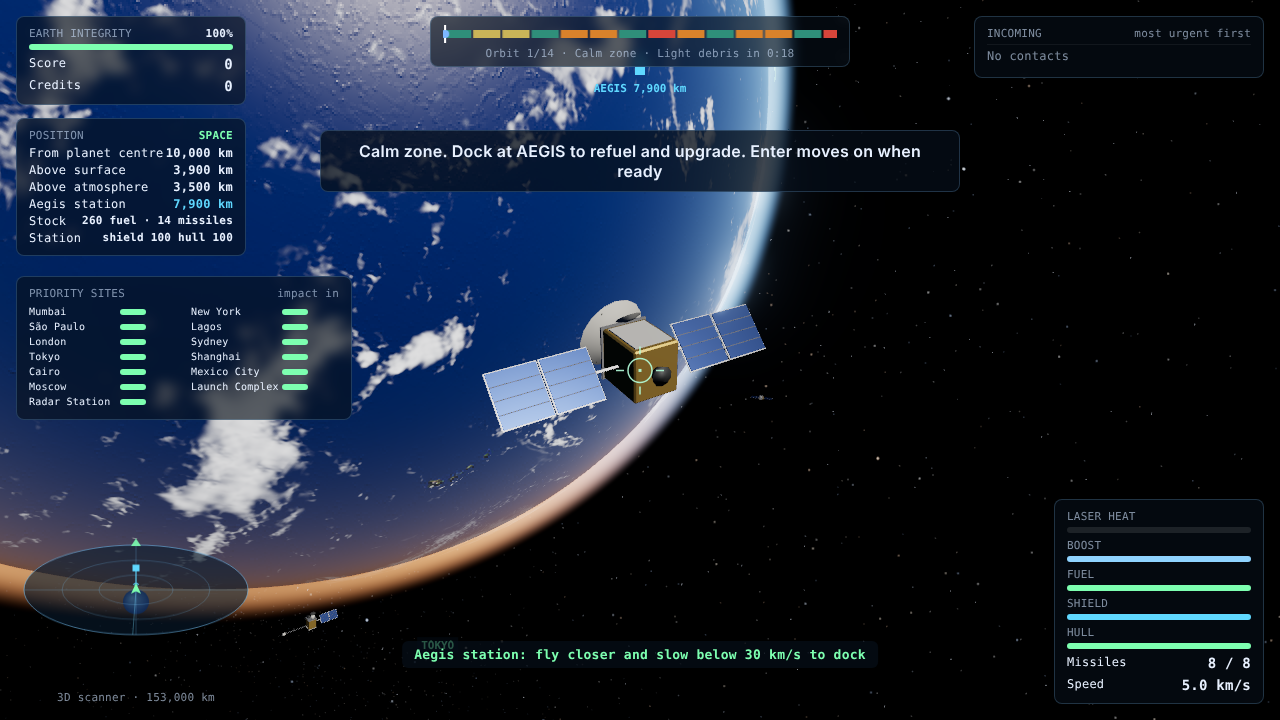 EARTH INTEGRITY 100%
Score 0
Credits 0
Orbit 1/14 · Calm zone · Light debris in 0:18
AEGIS 7,900 km
INCOMING most urgent first
No contacts
POSITION SPACE
From planet centre 10,000 km
Above surface 3,900 km
Above atmosphere 3,500 km
Aegis station 7,900 km
Stock 260 fuel · 14 missiles
Station shield 100 hull 100
Calm zone. Dock at AEGIS to refuel and upgrade. Enter moves on when
ready
PRIORITY SITES impact in
Mumbai New York
São Paulo Lagos
London Sydney
Tokyo Shanghai
Cairo Mexico City
Moscow Launch Complex
Radar Station
LASER HEAT
BOOST
FUEL
SHIELD
HULL
Missiles 8 / 8
Speed 5.0 km/s
TOKYO
Aegis station: fly closer and slow below 30 km/s to dock
3D scanner · 153,000 km